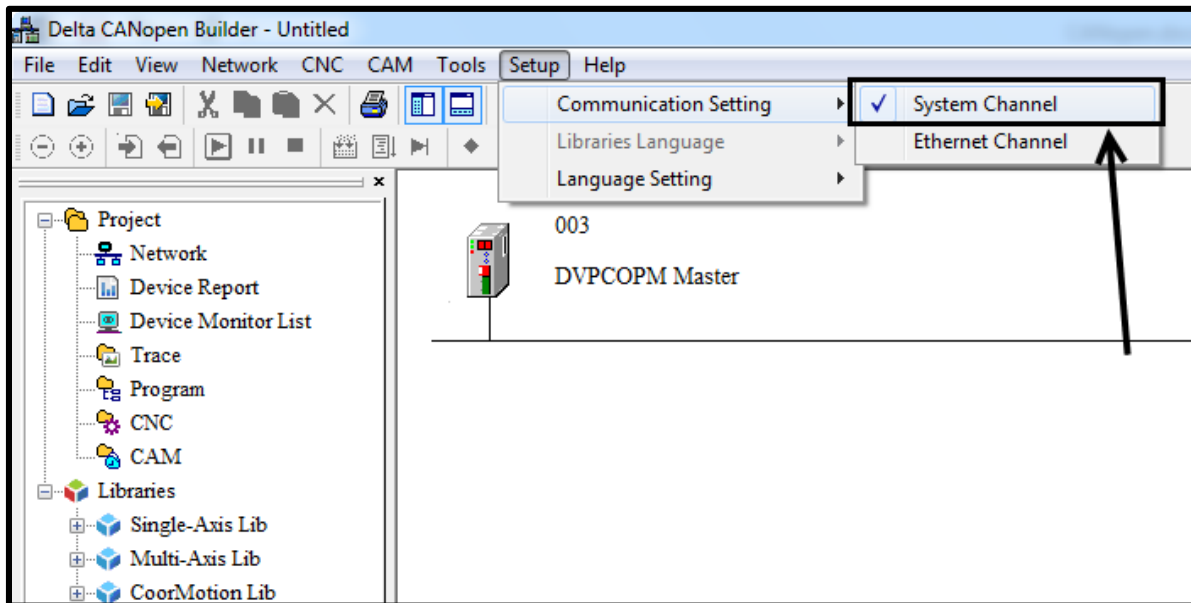 Delta CANopen Builder - Untitled
File Edit View Network CNC CAM Tools Setup Help
Communication Setting
System Channel
Libraries Language
Ethernet Channel
Language Setting
Project
Network
Device Report
Device Monitor List
Trace
Program
CNC
CAM
Libraries
Single-Axis Lib
Multi-Axis Lib
CoorMotion Lib
003
DVPCOPM Master